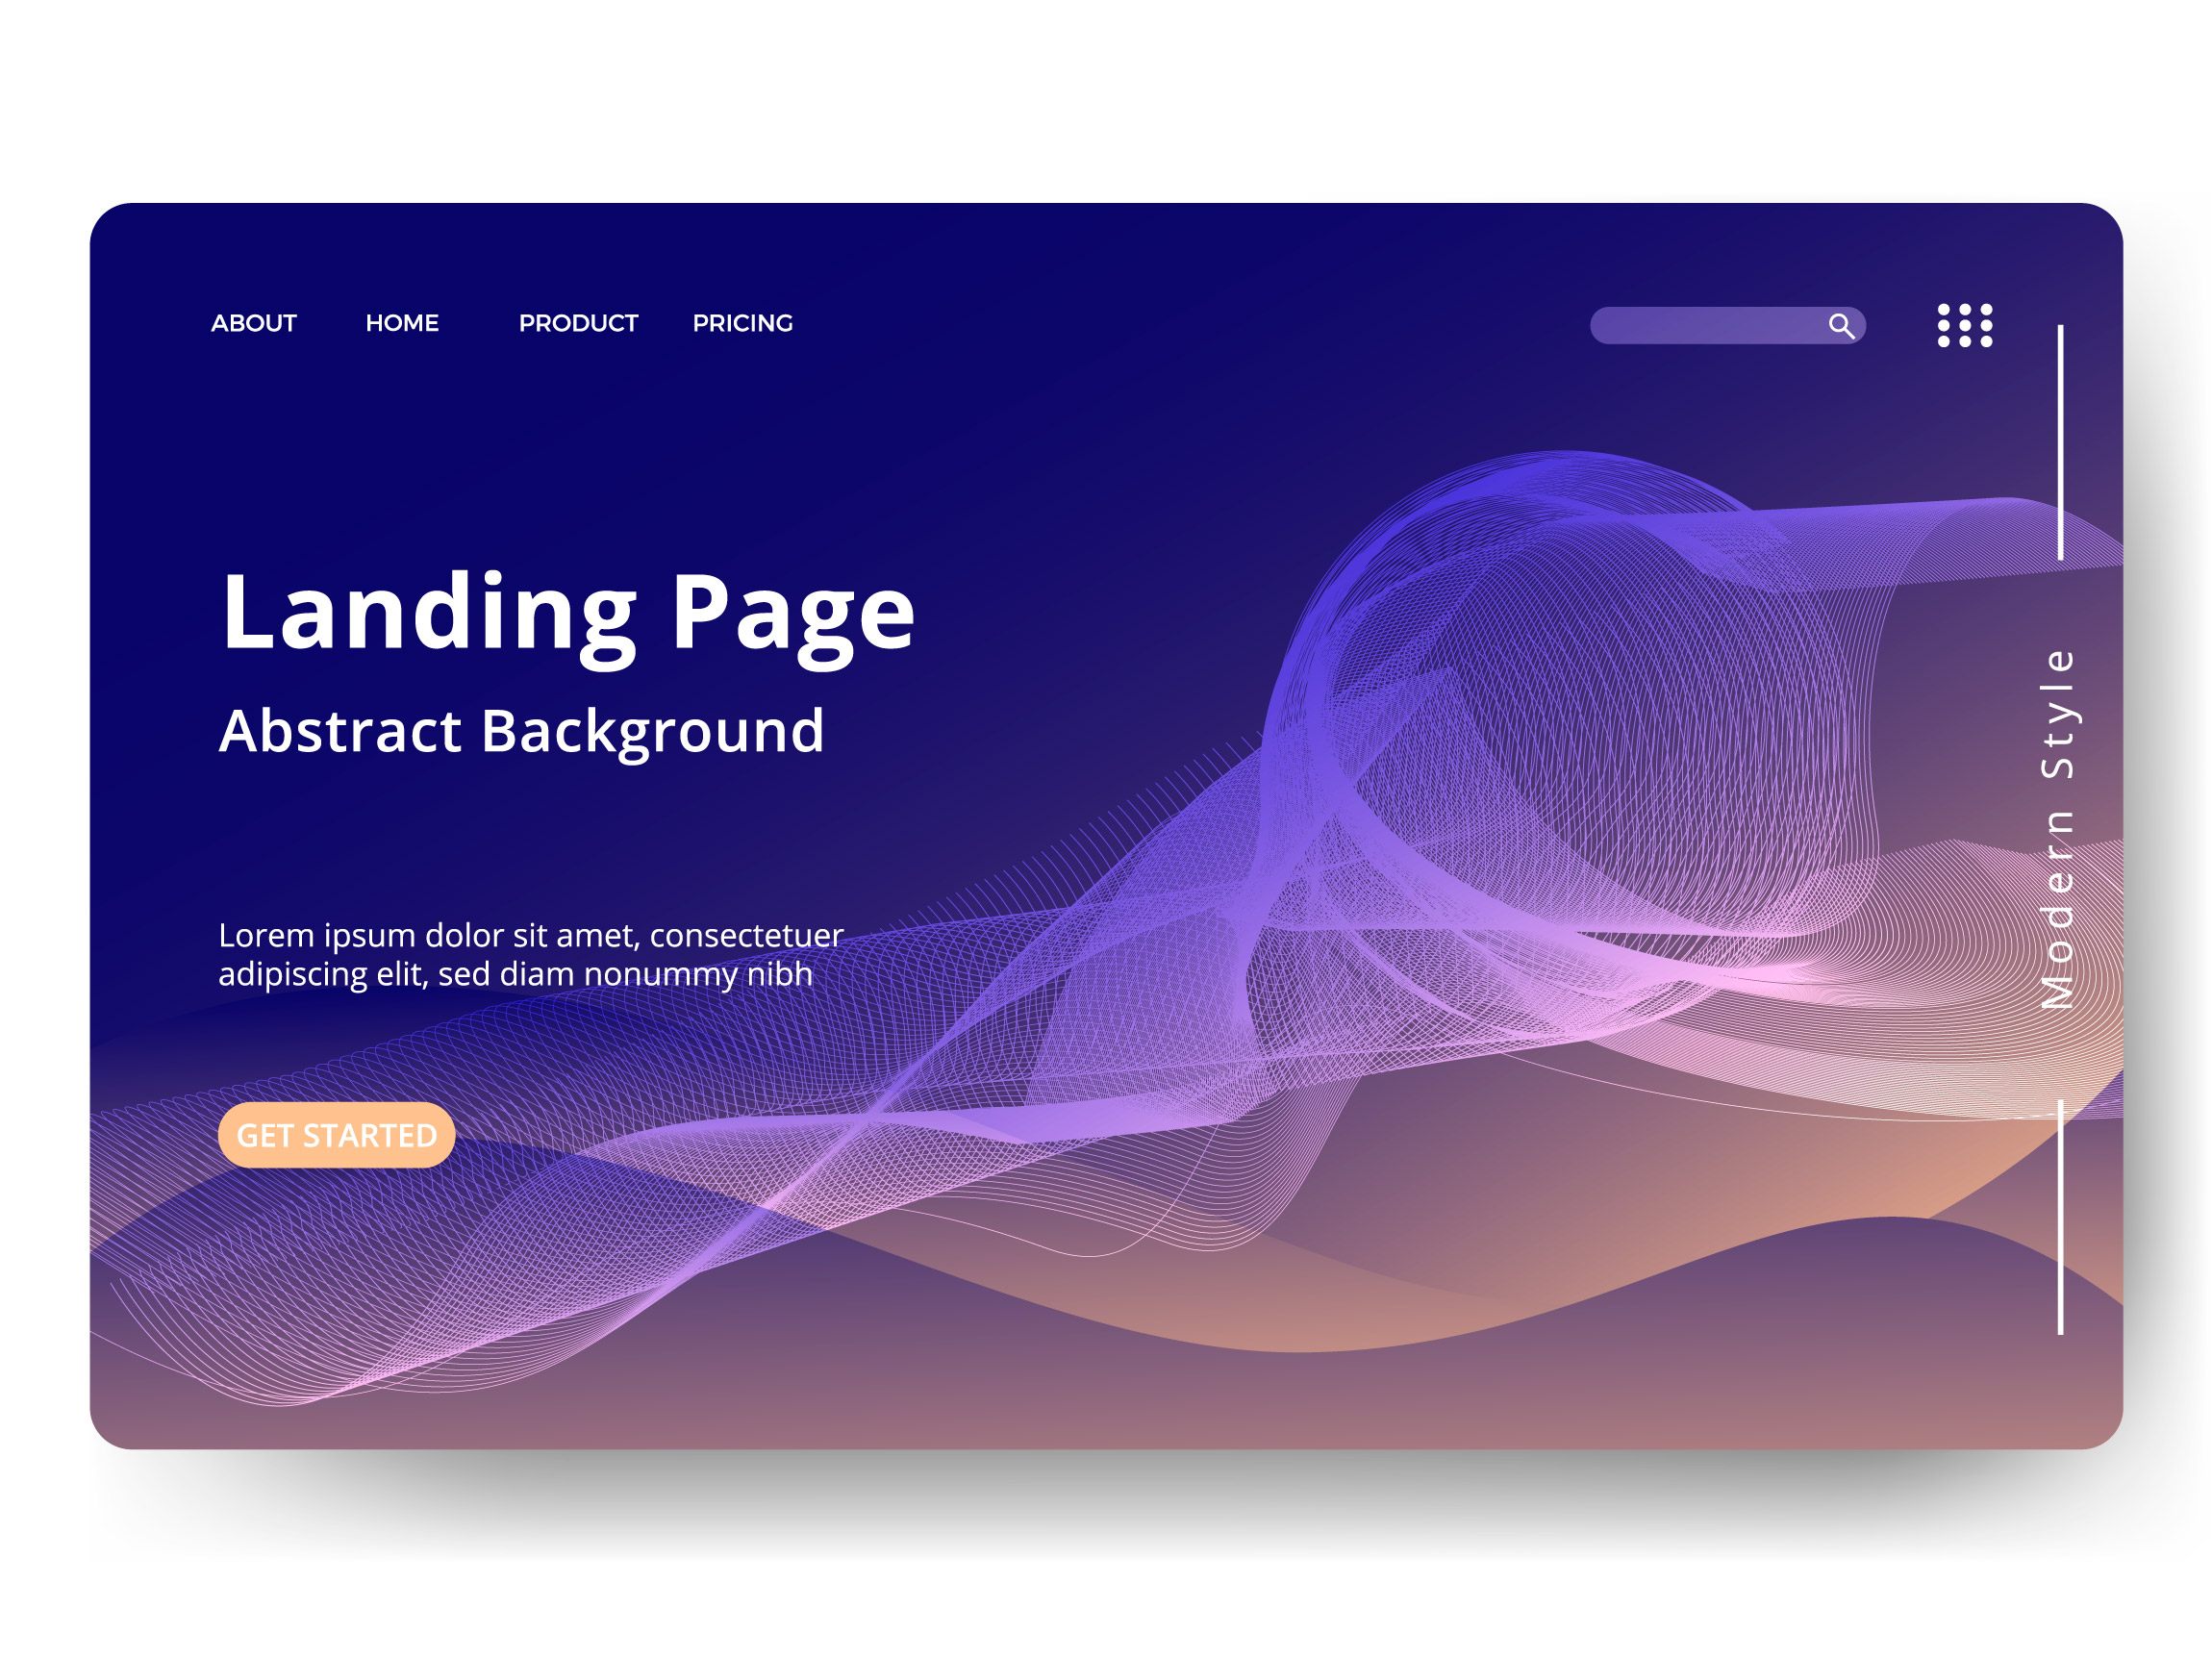 ABOUT HOME PRODUCT PRICING
Landing Page
Abstract Background
Lorem ipsum dolor sit amet, consectetuer
adipiscing elit, sed diam nonummy nibh
GET STARTED
Modern Style